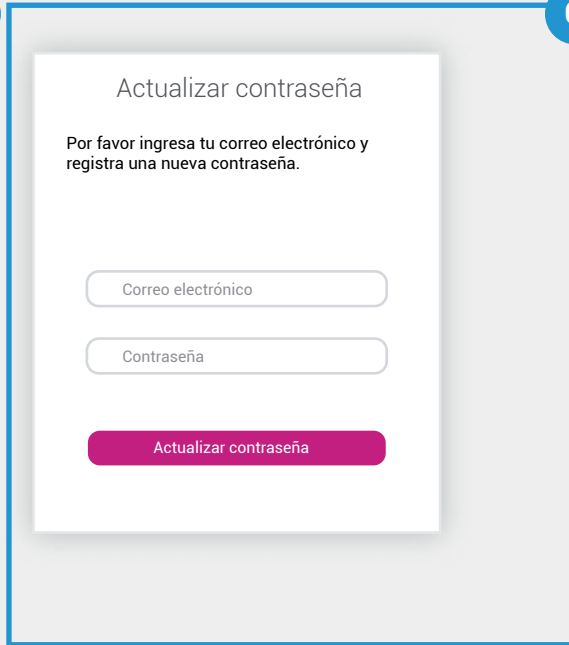 Actualizar contraseña
Por favor ingresa tu correo electrónico y
registra una nueva contraseña.
Correo electrónico
Contraseña
Actualizar contraseña